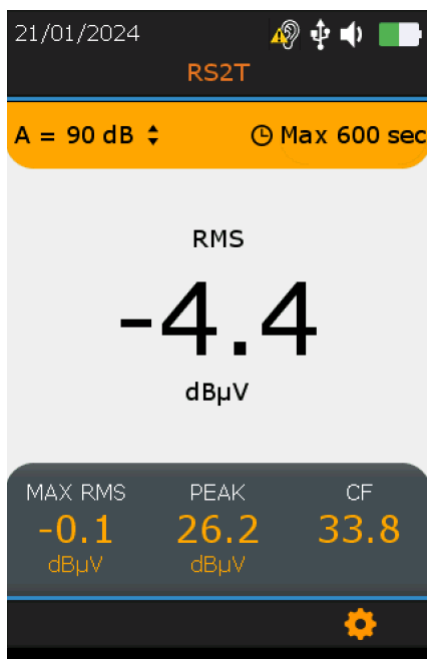 21/01/2024
RS2T
A = 90 dB Max 600 sec
RMS
-4.4
dBµV
MAX RMS PEAK CF
-0.1 26.2 33.8
dBµV dBµV